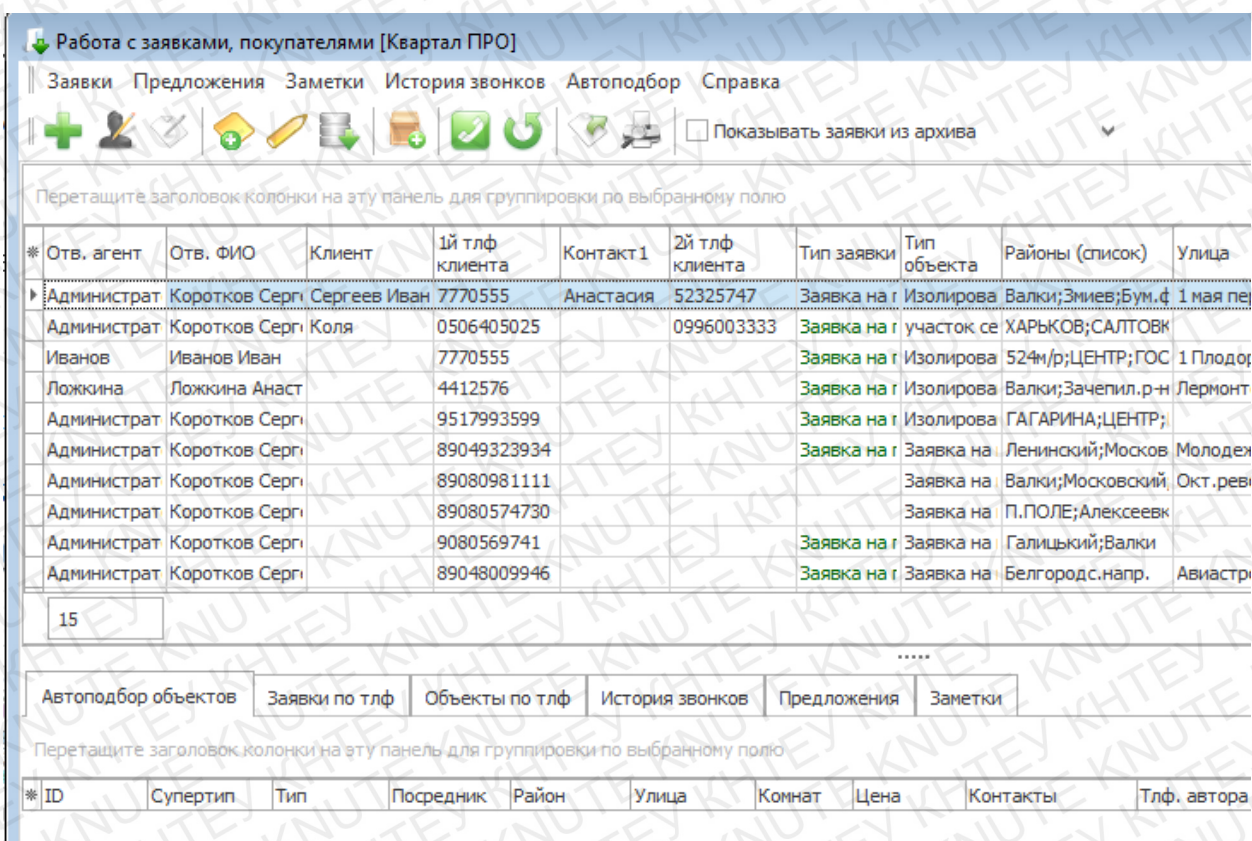 Работа с заявками, покупателями [Квартал ПРО]
Заявки Предложения Заметки История звонков Автоподбор Справка
Показывать заявки из архива
Перетащите заголовок колонки на эту панель для группировки по выбранному полю
Отв. агент Отв. ФИО Клиент 1й тлф клиента Контакт1 2й тлф клиента Тип заявки Тип объекта Районы (список) Улица
Администрат Коротков Серг Сергеев Иван 7770555 Анастасия 52325747 Заявка на п Изолирова Валки;Змиев;Бум.ф 1 мая пер
Администрат Коротков Серг Коля 0506405025 0996003333 Заявка на п участок се ХАРЬКОВ;САЛТОВК
Иванов Иванов Иван 7770555 Заявка на п Изолирова 524м/р;ЦЕНТР;ГОС 1 Плодор
Ложкина Ложкина Анаст 4412576 Заявка на п Изолирова Валки;Зачепил.р-н Лермонт
Администрат Коротков Серг 9517993599 Заявка на п Изолирова ГАГАРИНА;ЦЕНТР;
Администрат Коротков Серг 89049323934 Заявка на п Заявка на Ленинский;Москов Молодеж
Администрат Коротков Серг 89080981111 Заявка на Валки;Московский, Окт.рев
Администрат Коротков Серг 89080574730 Заявка на П.ПОЛЕ;Алексеевк
Администрат Коротков Серг 9080569741 Заявка на п Заявка на Галицький;Валки
Администрат Коротков Серг 89048009946 Заявка на п Заявка на Белгородс.напр. Авиастро
15
Автоподбор объектов Заявки по тлф Объекты по тлф История звонков Предложения Заметки
Перетащите заголовок колонки на эту панель для группировки по выбранному полю
ID Супертип Тип Посредник Район Улица Комнат Цена Контакты Тлф. автора